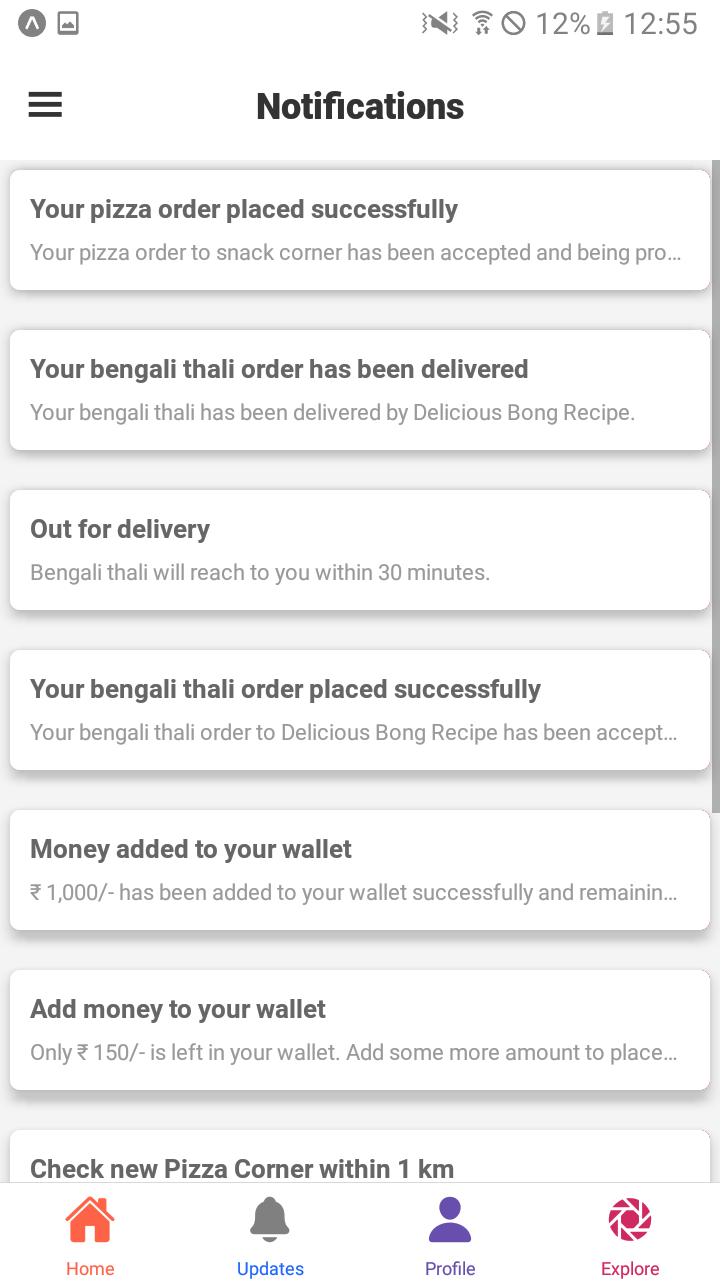 12% 12:55
Notifications
Your pizza order placed successfully
Your pizza order to snack corner has been accepted and being pro...
Your bengali thali order has been delivered
Your bengali thali has been delivered by Delicious Bong Recipe.
Out for delivery
Bengali thali will reach to you within 30 minutes.
Your bengali thali order placed successfully
Your bengali thali order to Delicious Bong Recipe has been accept...
Money added to your wallet
₹ 1,000/- has been added to your wallet successfully and remainin...
Add money to your wallet
Only ₹ 150/- is left in your wallet. Add some more amount to place...
Check new Pizza Corner within 1 km
Home Updates Profile Explore